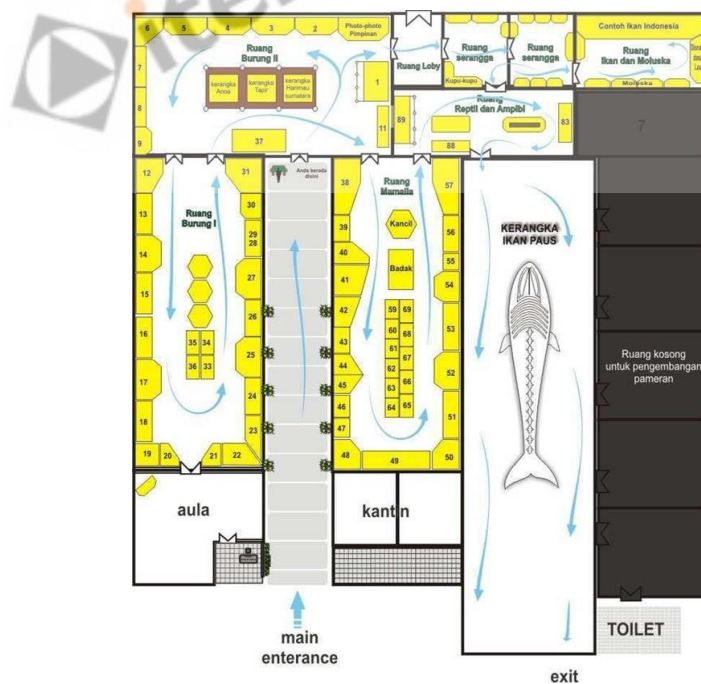 6
5
4
3
2
Photo-photo
Pimpinan
7
8
9
Ruang
Burung II
kerangka
Anoa
kerangka
Tapir
kerangka
Harimau
sumatera
1
37
11
Ruang Loby
Ruang
serangga
Kupu-kupu
Ruang
serangga
Contoh Ikan Indonesia
Ruang
Ikan dan Moluska
Moluska
Ruang
Reptil dan Ampibi
89
88
83
7
12
13
14
15
16
17
18
19
20
21
22
23
24
25
26
27
28
29
30
31
Ruang
Burung I
35
34
36
33
Anda berada
disini
38
39
40
41
42
43
44
45
46
47
48
49
50
51
52
53
54
55
56
57
Ruang
Mamalia
Kancil
Badak
59
69
60
68
61
67
62
66
63
65
64
KERANGKA
IKAN PAUS
Ruang kosong
untuk pengembangan
pameran
aula
kantin
main
enterance
TOILET
exit